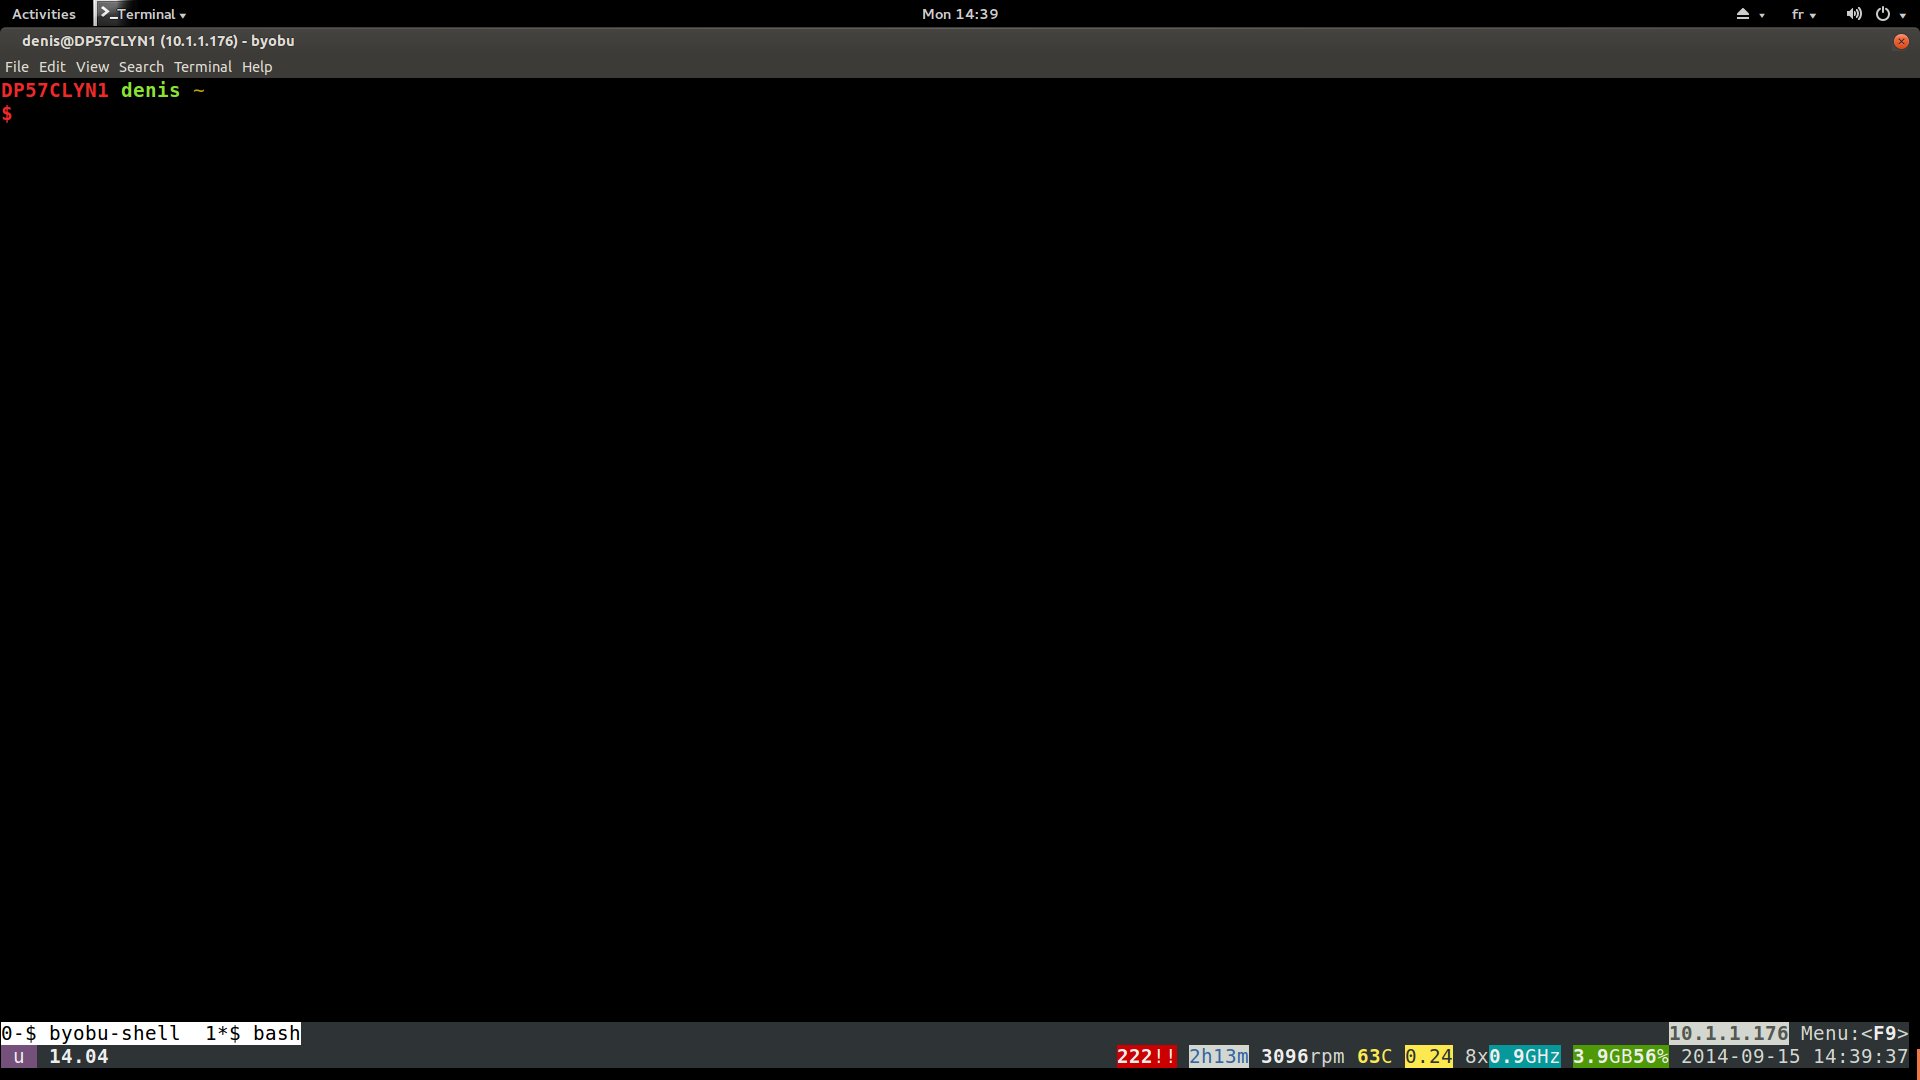 Activities Terminal Mon 14:39 fr
denis@DP57CLYN1 (10.1.1.176) - byobu
File Edit View Search Terminal Help
DP57CLYN1 denis ~
$
0-$ byobu-shell  1*$ bash 10.1.1.176 Menu:<F9>
u 14.04 222!! 2h13m 3096rpm 63C 0.24 8x0.9GHz 3.9GB56% 2014-09-15 14:39:37